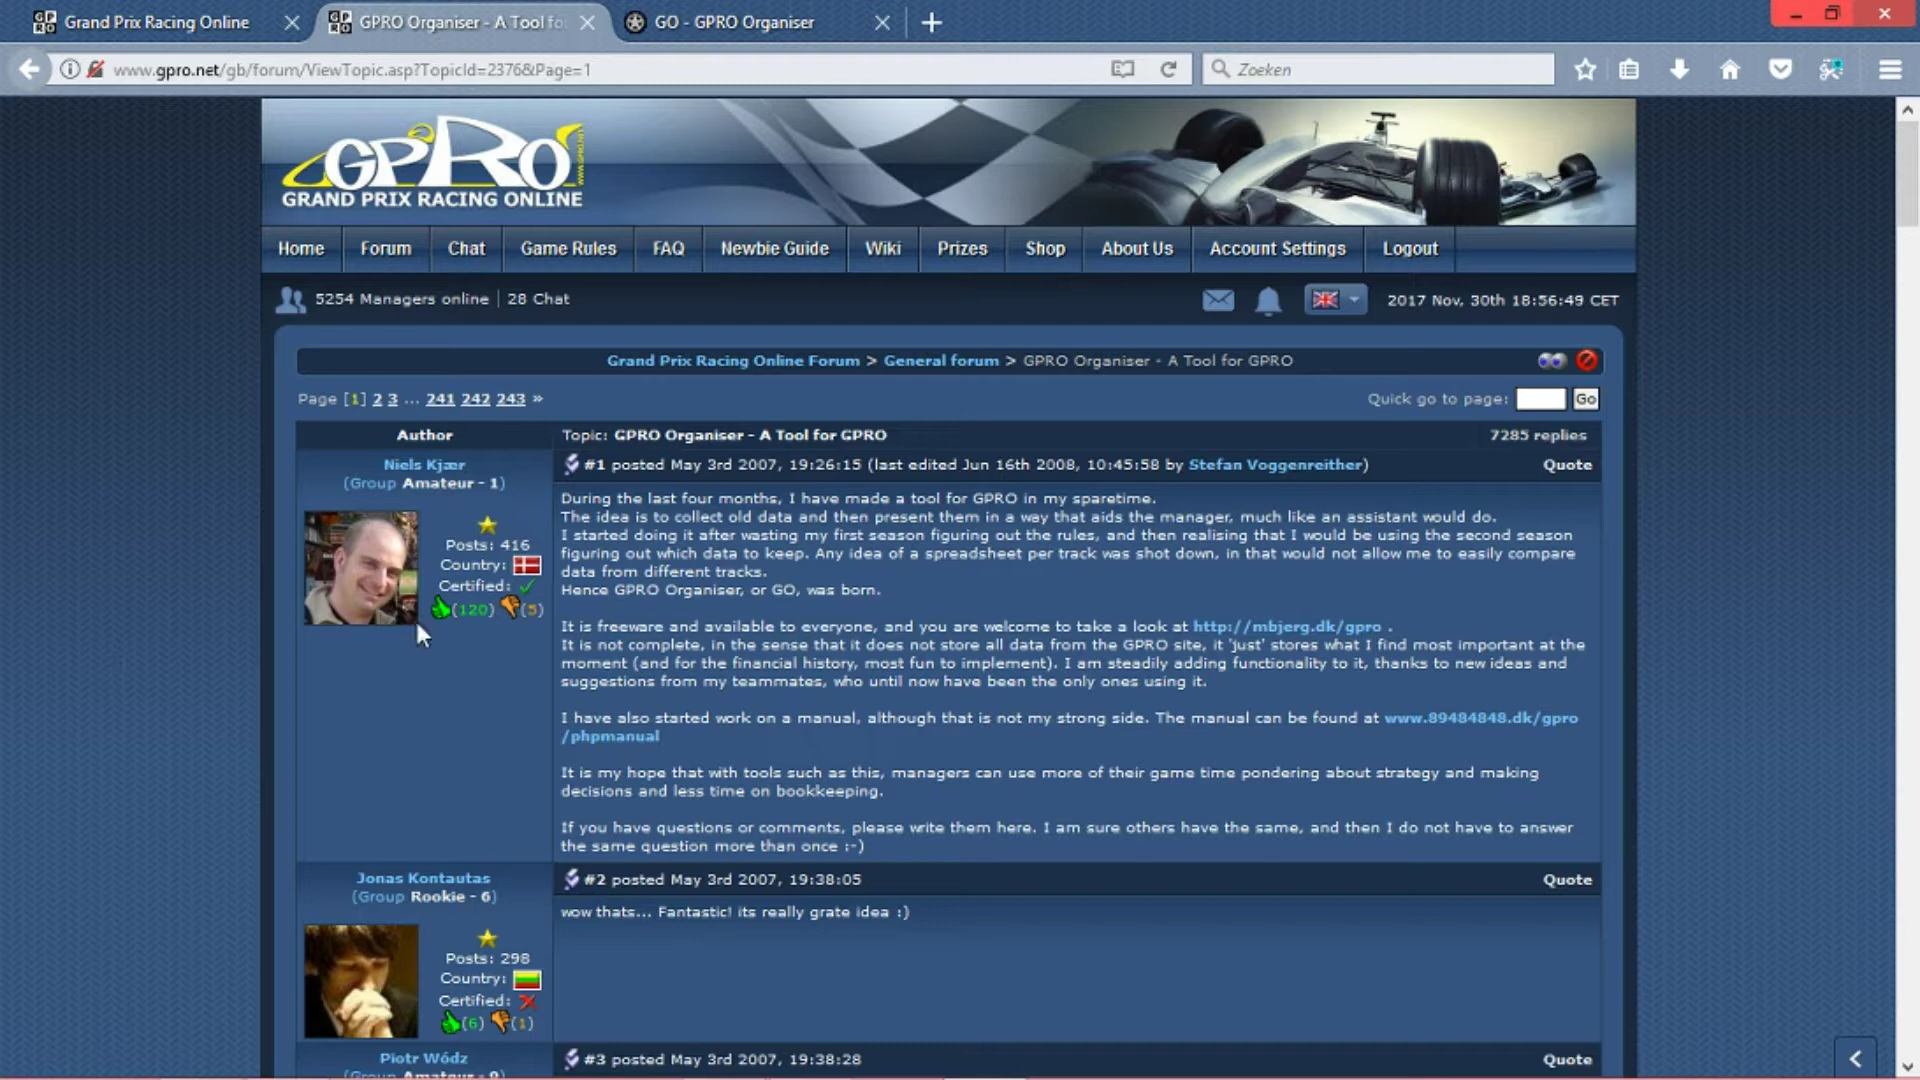 Grand Prix Racing Online
GPRO Organiser - A Tool fo
GO - GPRO Organiser
www.gpro.net/gb/forum/ViewTopic.asp?TopicId=2376&Page=1
Zoeken
GPRO
GRAND PRIX RACING ONLINE
Home Forum Chat Game Rules FAQ Newbie Guide Wiki Prizes Shop About Us Account Settings Logout
5254 Managers online | 28 Chat
2017 Nov, 30th 18:56:49 CET
Grand Prix Racing Online Forum > General forum > GPRO Organiser - A Tool for GPRO
Page [1] 2 3 ... 241 242 243 »
Quick go to page: Go
Author
Topic: GPRO Organiser - A Tool for GPRO
7285 replies
Niels Kjær
(Group Amateur - 1)
Posts: 416
Country:
Certified:
(120) (5)
#1 posted May 3rd 2007, 19:26:15 (last edited Jun 16th 2008, 10:45:58 by Stefan Voggenreither)
Quote
During the last four months, I have made a tool for GPRO in my sparetime.
The idea is to collect old data and then present them in a way that aids the manager, much like an assistant would do.
I started doing it after wasting my first season figuring out the rules, and then realising that I would be using the second season
figuring out which data to keep. Any idea of a spreadsheet per track was shot down, in that would not allow me to easily compare
data from different tracks.
Hence GPRO Organiser, or GO, was born.
It is freeware and available to everyone, and you are welcome to take a look at http://mbjerg.dk/gpro .
It is not complete, in the sense that it does not store all data from the GPRO site, it 'just' stores what I find most important at the
moment (and for the financial history, most fun to implement). I am steadily adding functionality to it, thanks to new ideas and
suggestions from my teammates, who until now have been the only ones using it.
I have also started work on a manual, although that is not my strong side. The manual can be found at www.89484848.dk/gpro
/phpmanual
It is my hope that with tools such as this, managers can use more of their game time pondering about strategy and making
decisions and less time on bookkeeping.
If you have questions or comments, please write them here. I am sure others have the same, and then I do not have to answer
the same question more than once :-)
Jonas Kontautas
(Group Rookie - 6)
Posts: 298
Country:
Certified:
(6) (1)
#2 posted May 3rd 2007, 19:38:05
Quote
wow thats... Fantastic! its really grate idea :)
Piotr Wódz
(Group Amateur - 9)
#3 posted May 3rd 2007, 19:38:28
Quote